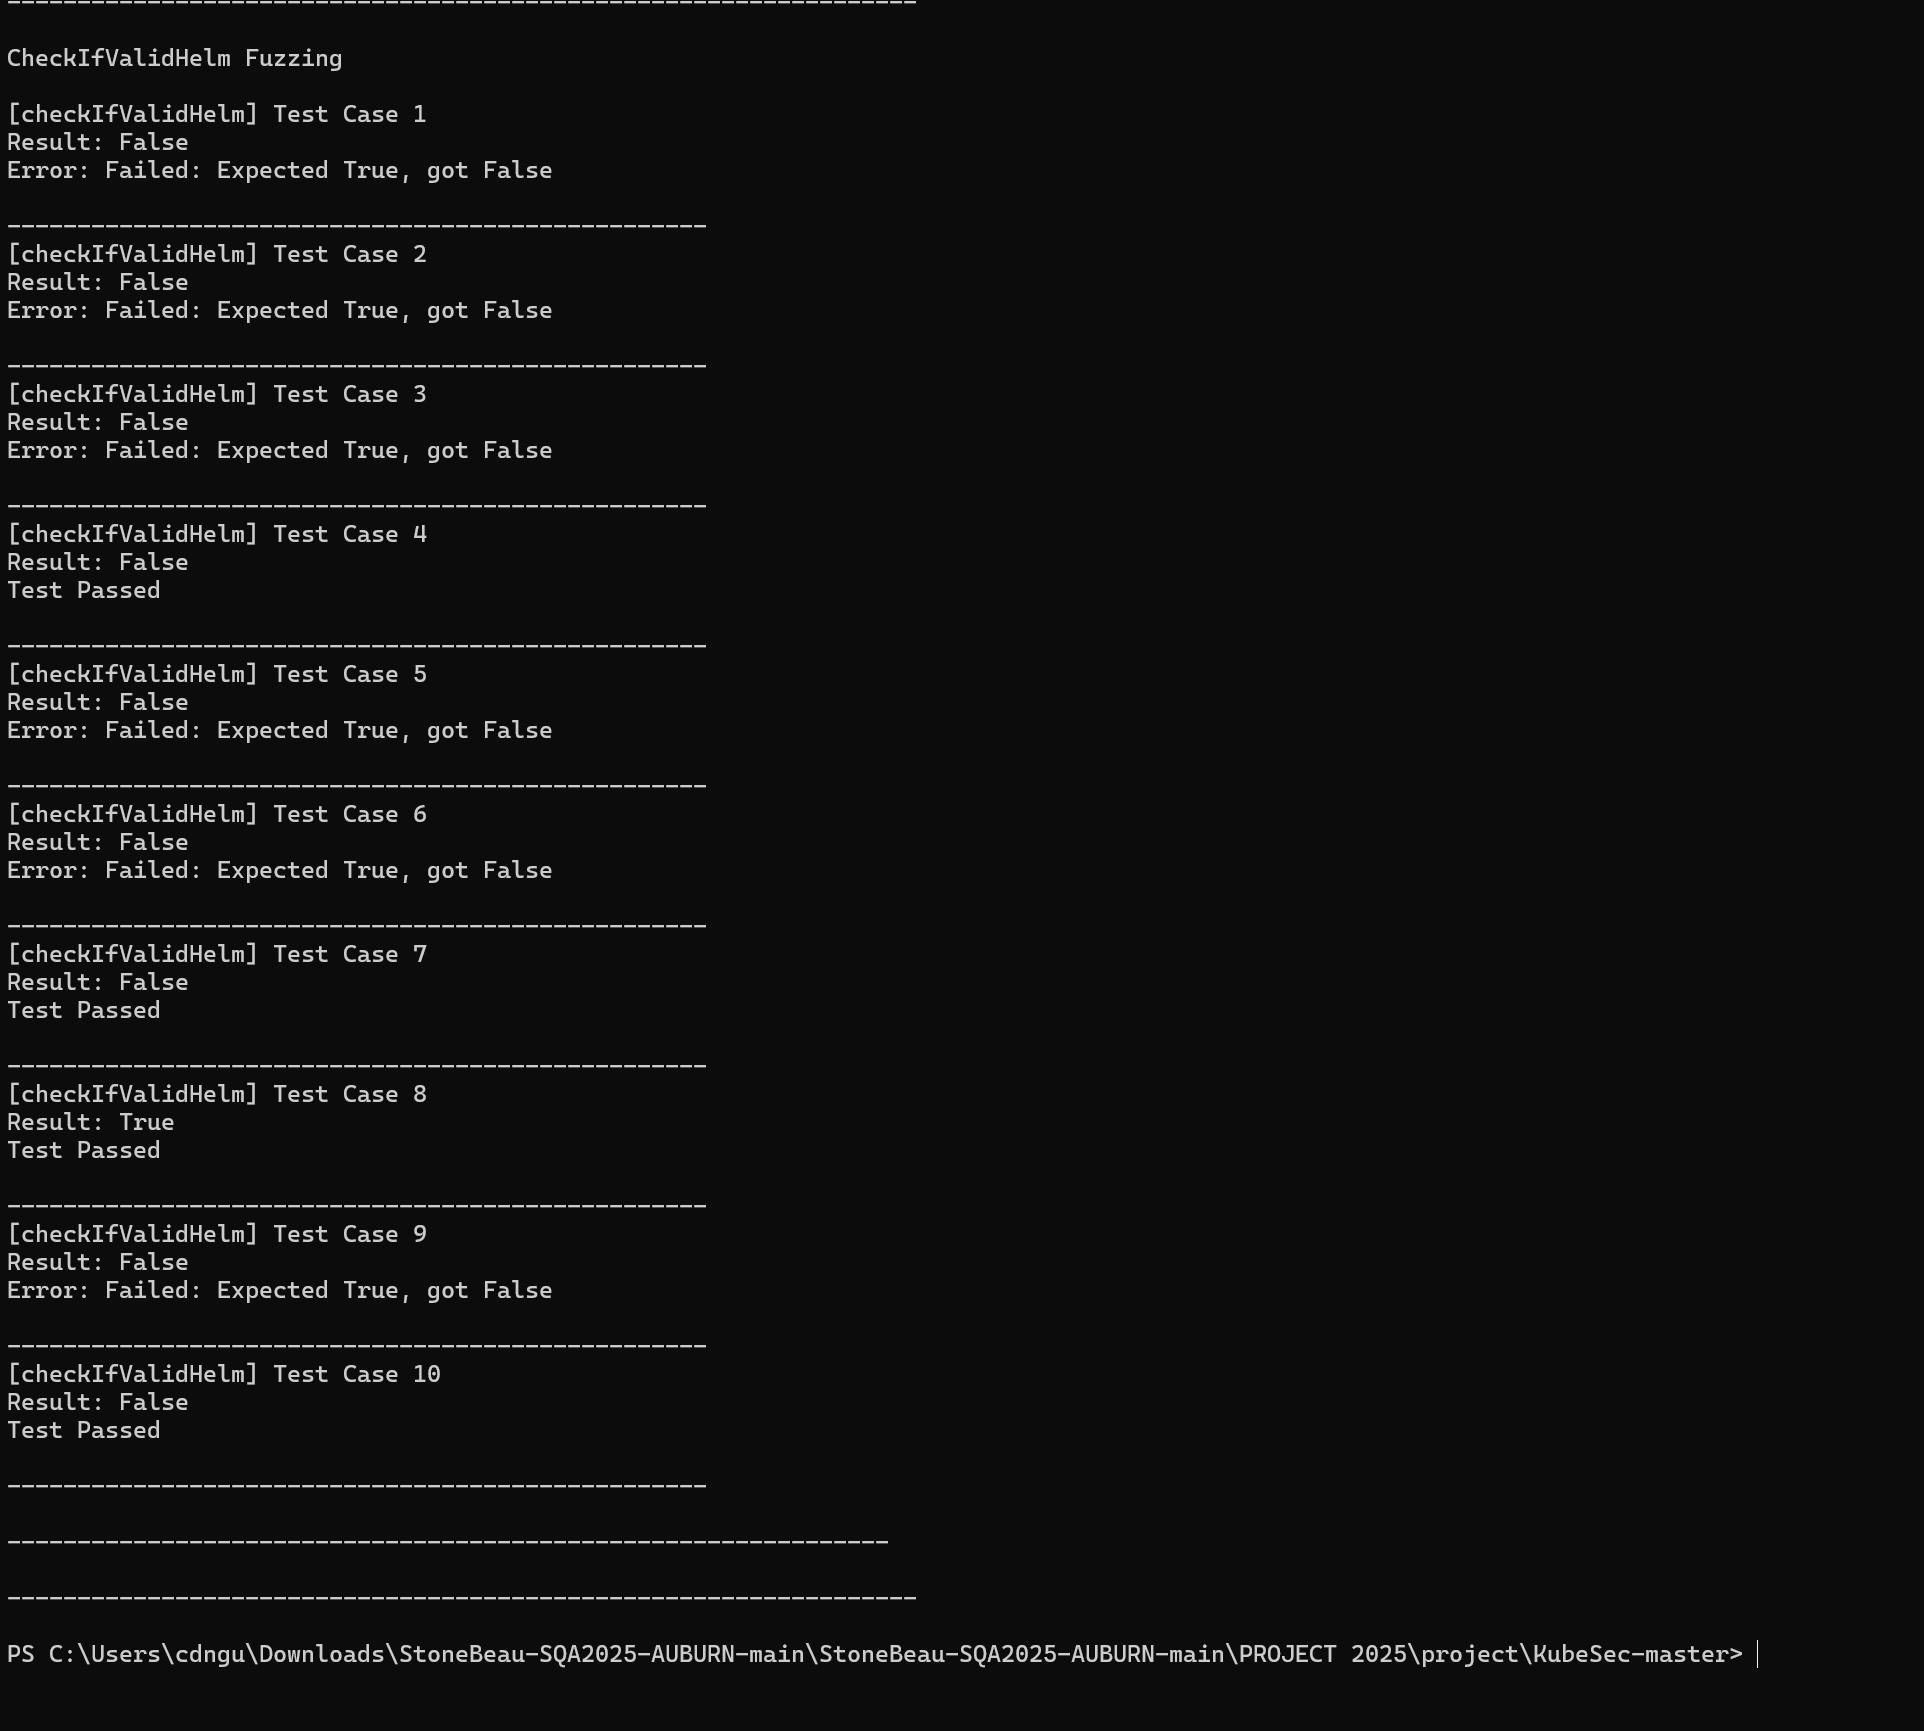 -----------------------------------------------------------------
CheckIfValidHelm Fuzzing
[checkIfValidHelm] Test Case 1
Result: False
Error: Failed: Expected True, got False
--------------------------------------------------
[checkIfValidHelm] Test Case 2
Result: False
Error: Failed: Expected True, got False
--------------------------------------------------
[checkIfValidHelm] Test Case 3
Result: False
Error: Failed: Expected True, got False
--------------------------------------------------
[checkIfValidHelm] Test Case 4
Result: False
Test Passed
--------------------------------------------------
[checkIfValidHelm] Test Case 5
Result: False
Error: Failed: Expected True, got False
--------------------------------------------------
[checkIfValidHelm] Test Case 6
Result: False
Error: Failed: Expected True, got False
--------------------------------------------------
[checkIfValidHelm] Test Case 7
Result: False
Test Passed
--------------------------------------------------
[checkIfValidHelm] Test Case 8
Result: True
Test Passed
--------------------------------------------------
[checkIfValidHelm] Test Case 9
Result: False
Error: Failed: Expected True, got False
--------------------------------------------------
[checkIfValidHelm] Test Case 10
Result: False
Test Passed
--------------------------------------------------
---------------------------------------------------------------
-----------------------------------------------------------------
PS C:\Users\cdngu\Downloads\StoneBeau-SQA2025-AUBURN-main\StoneBeau-SQA2025-AUBURN-main\PROJECT 2025\project\KubeSec-master>